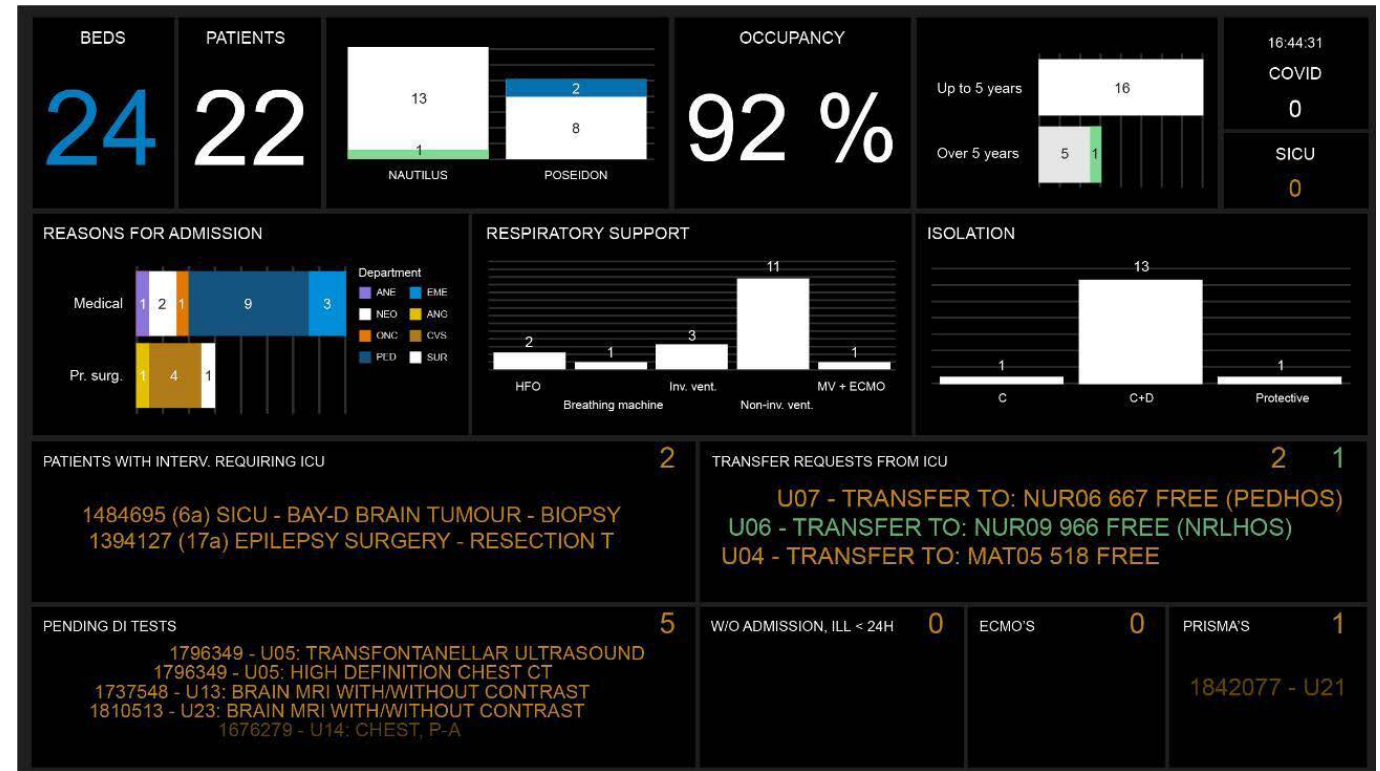 BEDS
24
PATIENTS
22
13
1
NAUTILUS
2
8
POSEIDON
OCCUPANCY
92 %
Up to 5 years
16
Over 5 years
5
1
16:44:31
COVID
0
SICU
0
REASONS FOR ADMISSION
Medical
1
2
1
9
3
Pr. surg.
1
4
1
Department
ANE
EME
NEO
ANG
ONC
CVS
PED
SUR
RESPIRATORY SUPPORT
2
1
3
11
1
HFO
Breathing machine
Inv. vent.
Non-inv. vent.
MV + ECMO
ISOLATION
1
13
1
C
C+D
Protective
PATIENTS WITH INTERV. REQUIRING ICU
2
1484695 (6a) SICU - BAY-D BRAIN TUMOUR - BIOPSY
1394127 (17a) EPILEPSY SURGERY - RESECTION T
TRANSFER REQUESTS FROM ICU
2
1
U07 - TRANSFER TO: NUR06 667 FREE (PEDHOS)
U06 - TRANSFER TO: NUR09 966 FREE (NRLHOS)
U04 - TRANSFER TO: MAT05 518 FREE
PENDING DI TESTS
5
1796349 - U05: TRANSFONTANELLAR ULTRASOUND
1796349 - U05: HIGH DEFINITION CHEST CT
1737548 - U13: BRAIN MRI WITH/WITHOUT CONTRAST
1810513 - U23: BRAIN MRI WITH/WITHOUT CONTRAST
1676279 - U14: CHEST, P-A
W/O ADMISSION, ILL < 24H
0
ECMO'S
0
PRISMA'S
1
1842077 - U21